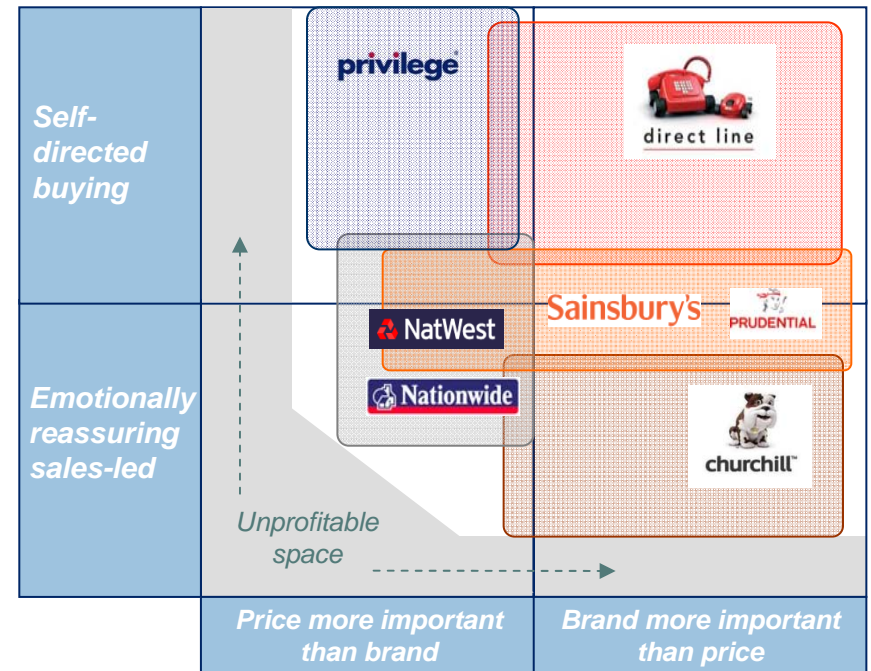 privilege
direct line
Self-
directed
buying
Sainsbury's
PRUDENTIAL
NatWest
Nationwide
Emotionally
reassuring
sales-led
churchill™
Unprofitable
space
Price more important
than brand
Brand more important
than price